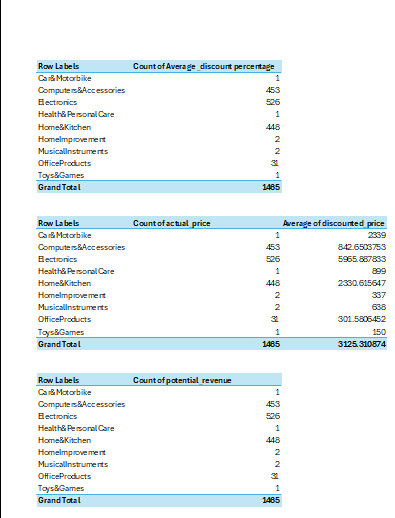 Row Labels Count of Average_discount percentage
Car&Motorbike 1
Computers&Accessories 453
Electronics 526
Health&PersonalCare 1
Home&Kitchen 448
HomeImprovement 2
MusicalInstruments 2
OfficeProducts 31
Toys&Games 1
Grand Total 1465
Row Labels Count of actual_price Average of discounted_price
Car&Motorbike 1 2339
Computers&Accessories 453 842.6503753
Electronics 526 5965.887833
Health&PersonalCare 1 899
Home&Kitchen 448 2330.615647
HomeImprovement 2 337
MusicalInstruments 2 638
OfficeProducts 31 301.5806452
Toys&Games 1 150
Grand Total 1465 3125.310874
Row Labels Count of potential_revenue
Car&Motorbike 1
Computers&Accessories 453
Electronics 526
Health&PersonalCare 1
Home&Kitchen 448
HomeImprovement 2
MusicalInstruments 2
OfficeProducts 31
Toys&Games 1
Grand Total 1465